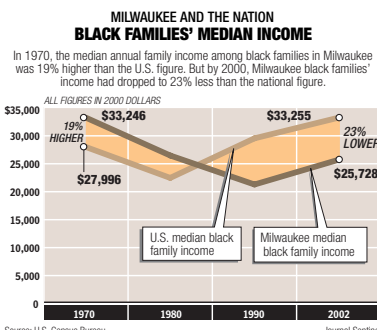 MILWAUKEE AND THE NATION
BLACK FAMILIES' MEDIAN INCOME
In 1970, the median annual family income among black families in Milwaukee
was 19% higher than the U.S. figure. But by 2000, Milwaukee black families'
income had dropped to 23% less than the national figure.
ALL FIGURES IN 2000 DOLLARS
$35,000
30,000
25,000
20,000
15,000
10,000
5,000
0
19%
HIGHER
$33,246
$27,996
$33,255
23%
LOWER
$25,728
U.S. median black
family income
Milwaukee median
black family income
1970 1980 1990 2002
Source: U.S. Census Bureau
Journal Sentinel